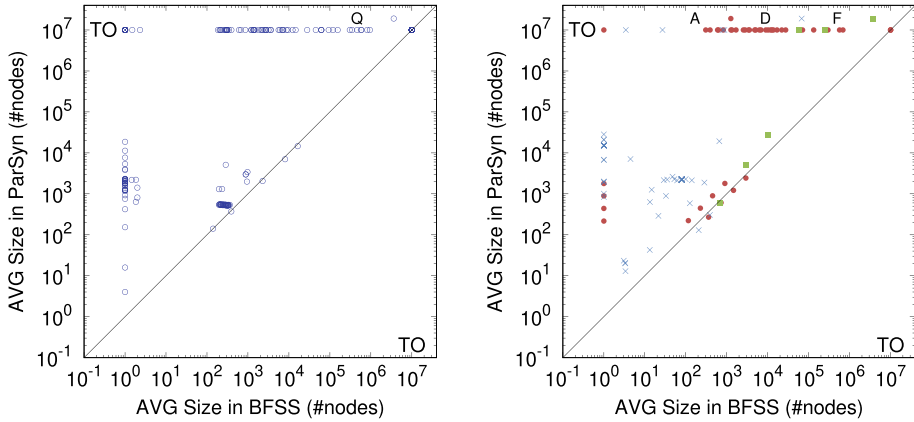 Q
10^7
TO
10^6
10^5
10^4
10^3
10^2
10^1
10^0
10^-1
TO
10^-1 10^0 10^1 10^2 10^3 10^4 10^5 10^6 10^7
AVG Size in BFSS (#nodes)
AVG Size in ParSyn (#nodes)
A D F
10^7
TO
10^6
10^5
10^4
10^3
10^2
10^1
10^0
10^-1
TO
10^-1 10^0 10^1 10^2 10^3 10^4 10^5 10^6 10^7
AVG Size in BFSS (#nodes)
AVG Size in ParSyn (#nodes)